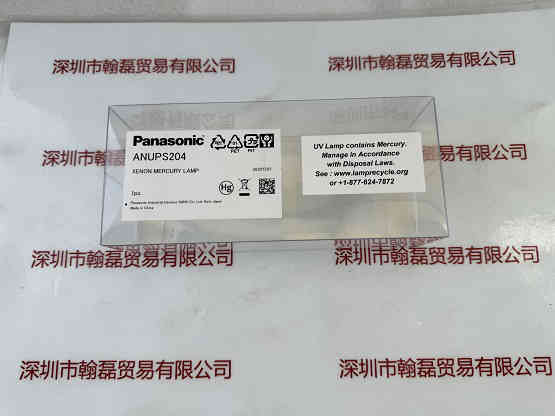 深圳市翰磊贸易有限公司
深圳市翰磊贸易有限公司
Panasonic
PET
ANUPS204
XENON MERCURY LAMP
1pc
Hg
Made in China
UV Lamp contains Mercury.
Manage in Accordance
with Disposal Laws.
See : www.lamprecycle.org
or +1-877-624-7872
深圳市翰磊贸易有限公司
深圳市翰磊贸易有限公司
深圳市翰磊贸易有限公司
深圳市翰磊贸易有限公司
深圳市翰磊贸易有限公司
深圳市翰磊贸易有限公司